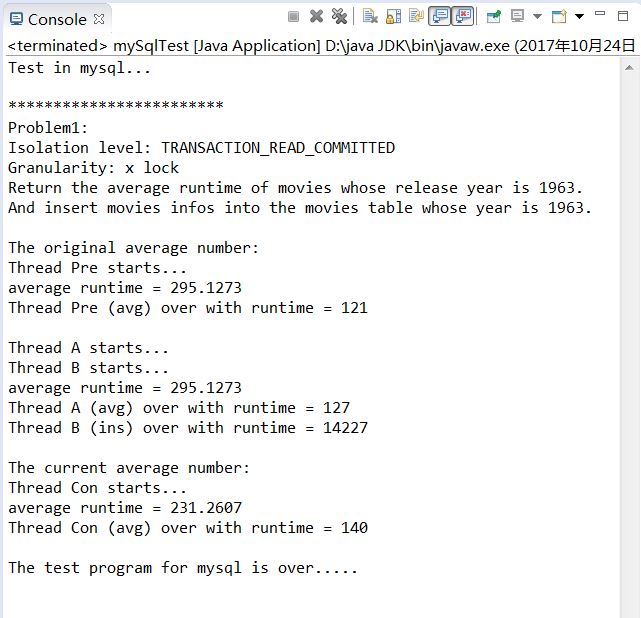 Console
<terminated> mySqlTest [Java Application] D:\java JDK\bin\javaw.exe (2017年10月24日
Test in mysql...
************************
Problem1:
Isolation level: TRANSACTION_READ_COMMITTED
Granularity: x lock
Return the average runtime of movies whose release year is 1963.
And insert movies infos into the movies table whose year is 1963.
The original average number:
Thread Pre starts...
average runtime = 295.1273
Thread Pre (avg) over with runtime = 121
Thread A starts...
Thread B starts...
average runtime = 295.1273
Thread A (avg) over with runtime = 127
Thread B (ins) over with runtime = 14227
The current average number:
Thread Con starts...
average runtime = 231.2607
Thread Con (avg) over with runtime = 140
The test program for mysql is over.....